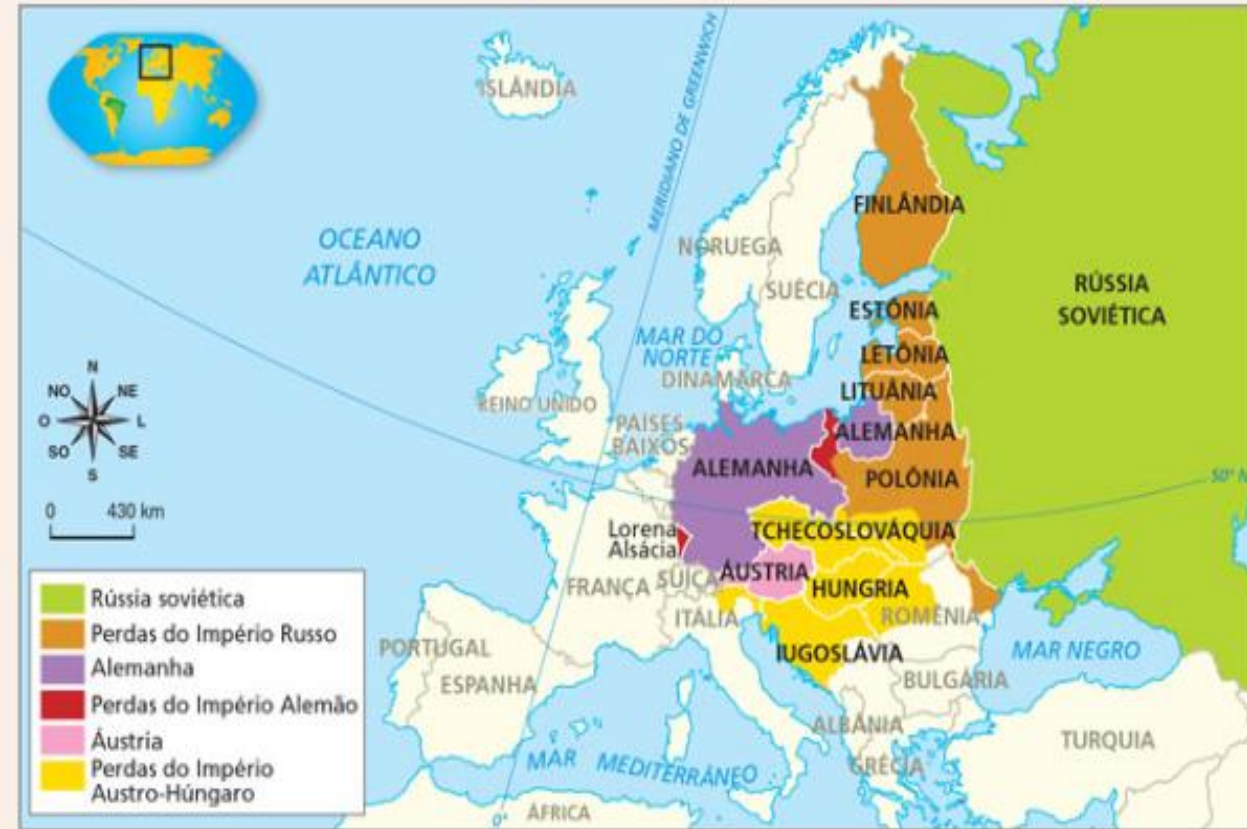 ISLÂNDIA
MERIDIANO DE GREENWICH
OCEANO
ATLÂNTICO
FINLÂNDIA
NORUEGA
SUÉCIA
RÚSSIA
SOVIÉTICA
ESTÔNIA
MAR DO
NORTE
LETÔNIA
DINAMARCA
LITUÂNIA
REINO UNIDO
PAÍSES
BAIXOS
ALEMANHA
ALEMANHA
POLÔNIA
50° N
N
NO
NE
O
L
SO
SE
S
0
430 km
Lorena
Alsácia
TCHECOSLOVÁQUIA
ÁUSTRIA
FRANÇA
SUÍÇA
HUNGRIA
ROMÊNIA
ITÁLIA
PORTUGAL
ESPANHA
IUGOSLÁVIA
MAR NEGRO
BULGÁRIA
ALBÂNIA
GRÉCIA
TURQUIA
MAR MEDITERRÂNEO
ÁFRICA
0°
Rússia soviética
Perdas do Império Russo
Alemanha
Perdas do Império Alemão
Áustria
Perdas do Império
Austro-Húngaro